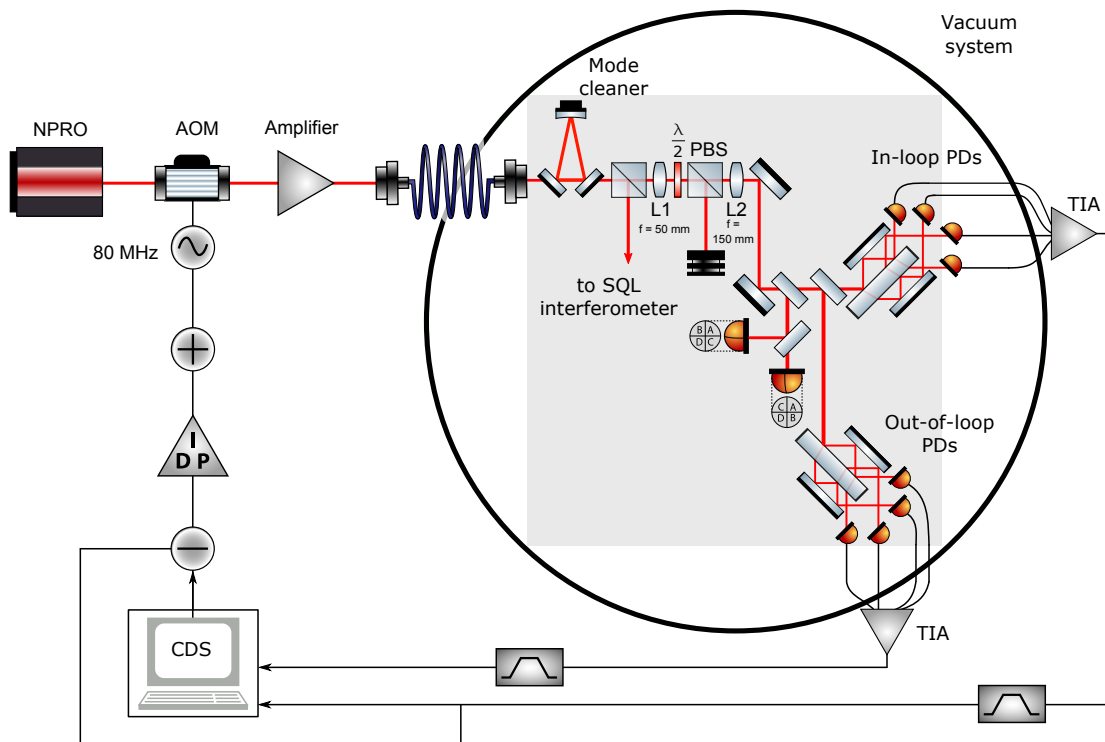 Vacuum
system
Mode
cleaner
NPRO
AOM
Amplifier
λ
2
PBS
In-loop PDs
L1
f = 50 mm
L2
f =
150 mm
TIA
80 MHz
to SQL
interferometer
B A
D C
C A
D B
Out-of-loop
PDs
I
D P
TIA
CDS